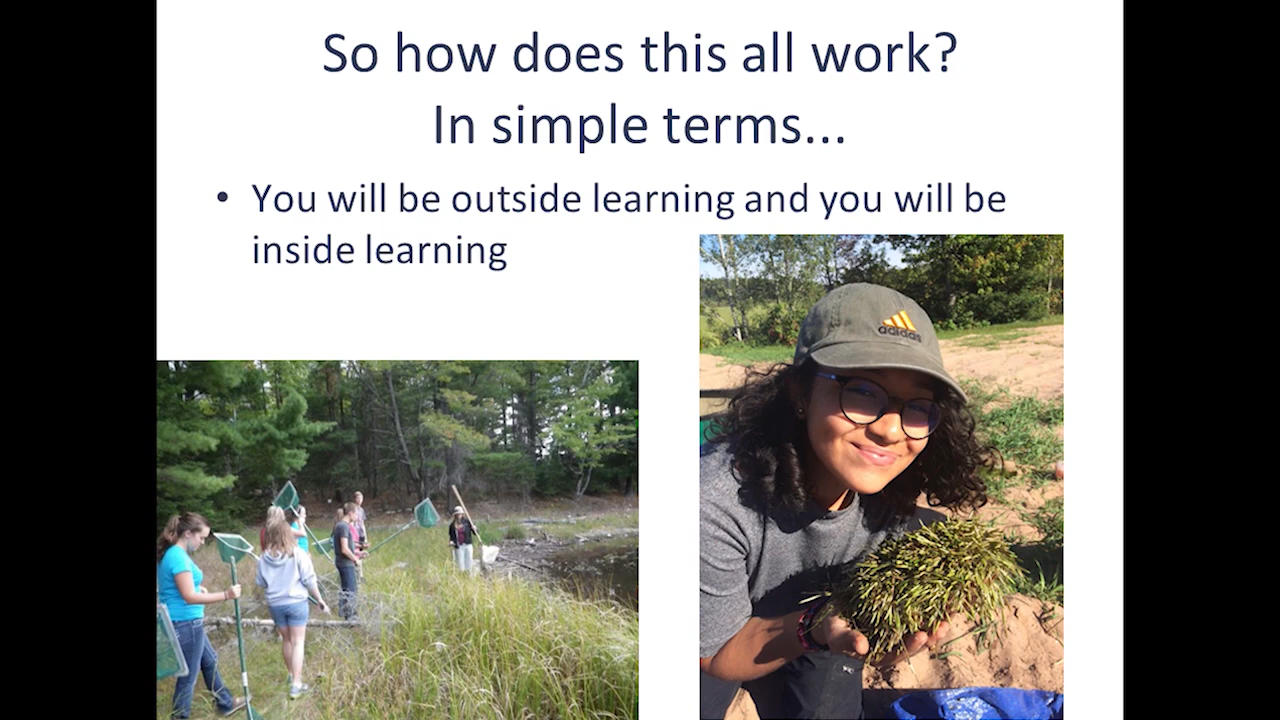 So how does this all work?
In simple terms...
• You will be outside learning and you will be
inside learning
adidas